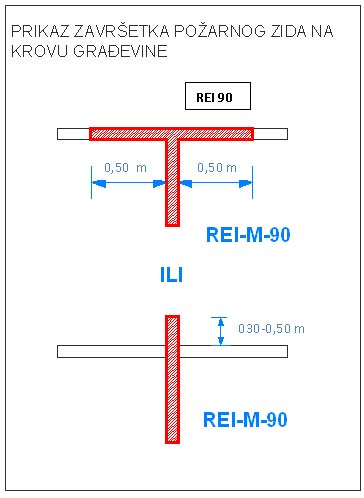 PRIKAZ ZAVRŠETKA POŽARNOG ZIDA NA
KROVU GRAĐEVINE
REI 90
0,50 m
0,50 m
REI-M-90
ILI
030-0,50 m
REI-M-90